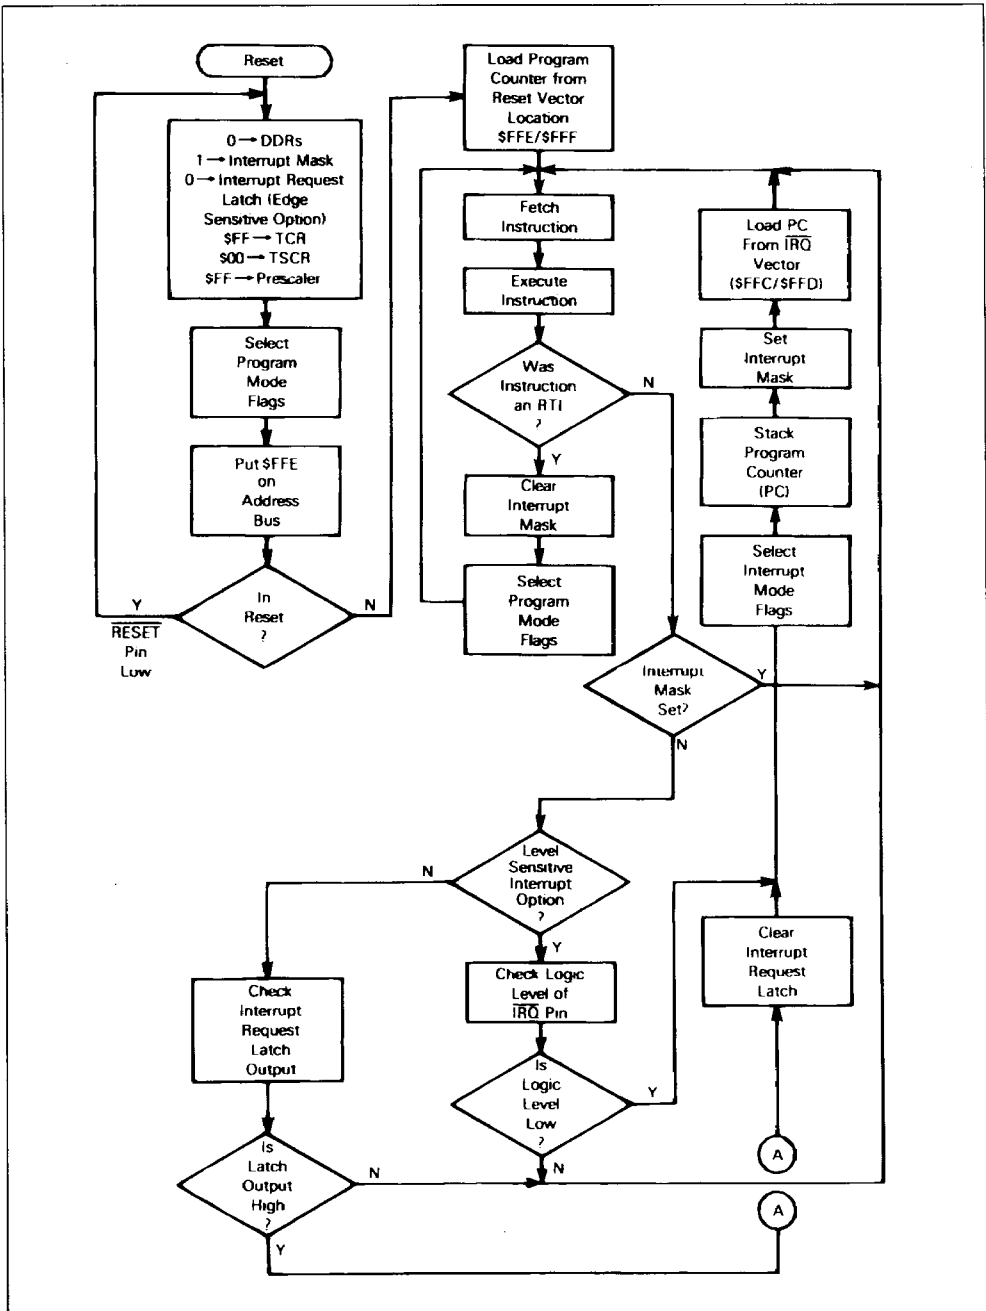 Reset
0→DDRs
1→Interrupt Mask
0→Interrupt Request
Latch (Edge
Sensitive Option)
$FF→TCR
$00→TSCR
$FF→Prescaler
Select
Program
Mode
Flags
Put $FFE
on
Address
Bus
In
Reset
?
Y
N
RESET
Pin
Low
Load Program
Counter from
Reset Vector
Location
$FFE/$FFF
Fetch
Instruction
Execute
Instruction
Was
Instruction
an RTI
?
N
Y
Clear
Interrupt
Mask
Select
Program
Mode
Flags
Load PC
From IRQ
Vector
($FFC/$FFD)
Set
Interrupt
Mask
Stack
Program
Counter
(PC)
Select
Interrupt
Mode
Flags
Interrupt
Mask
Set?
Y
N
Level
Sensitive
Interrupt
Option
?
N
Y
Check
Interrupt
Request
Latch
Output
Check Logic
Level of
IRQ Pin
Clear
Interrupt
Request
Latch
Is
Logic
Level
Low
?
Y
N
Is
Latch
Output
High
?
N
Y
A
A